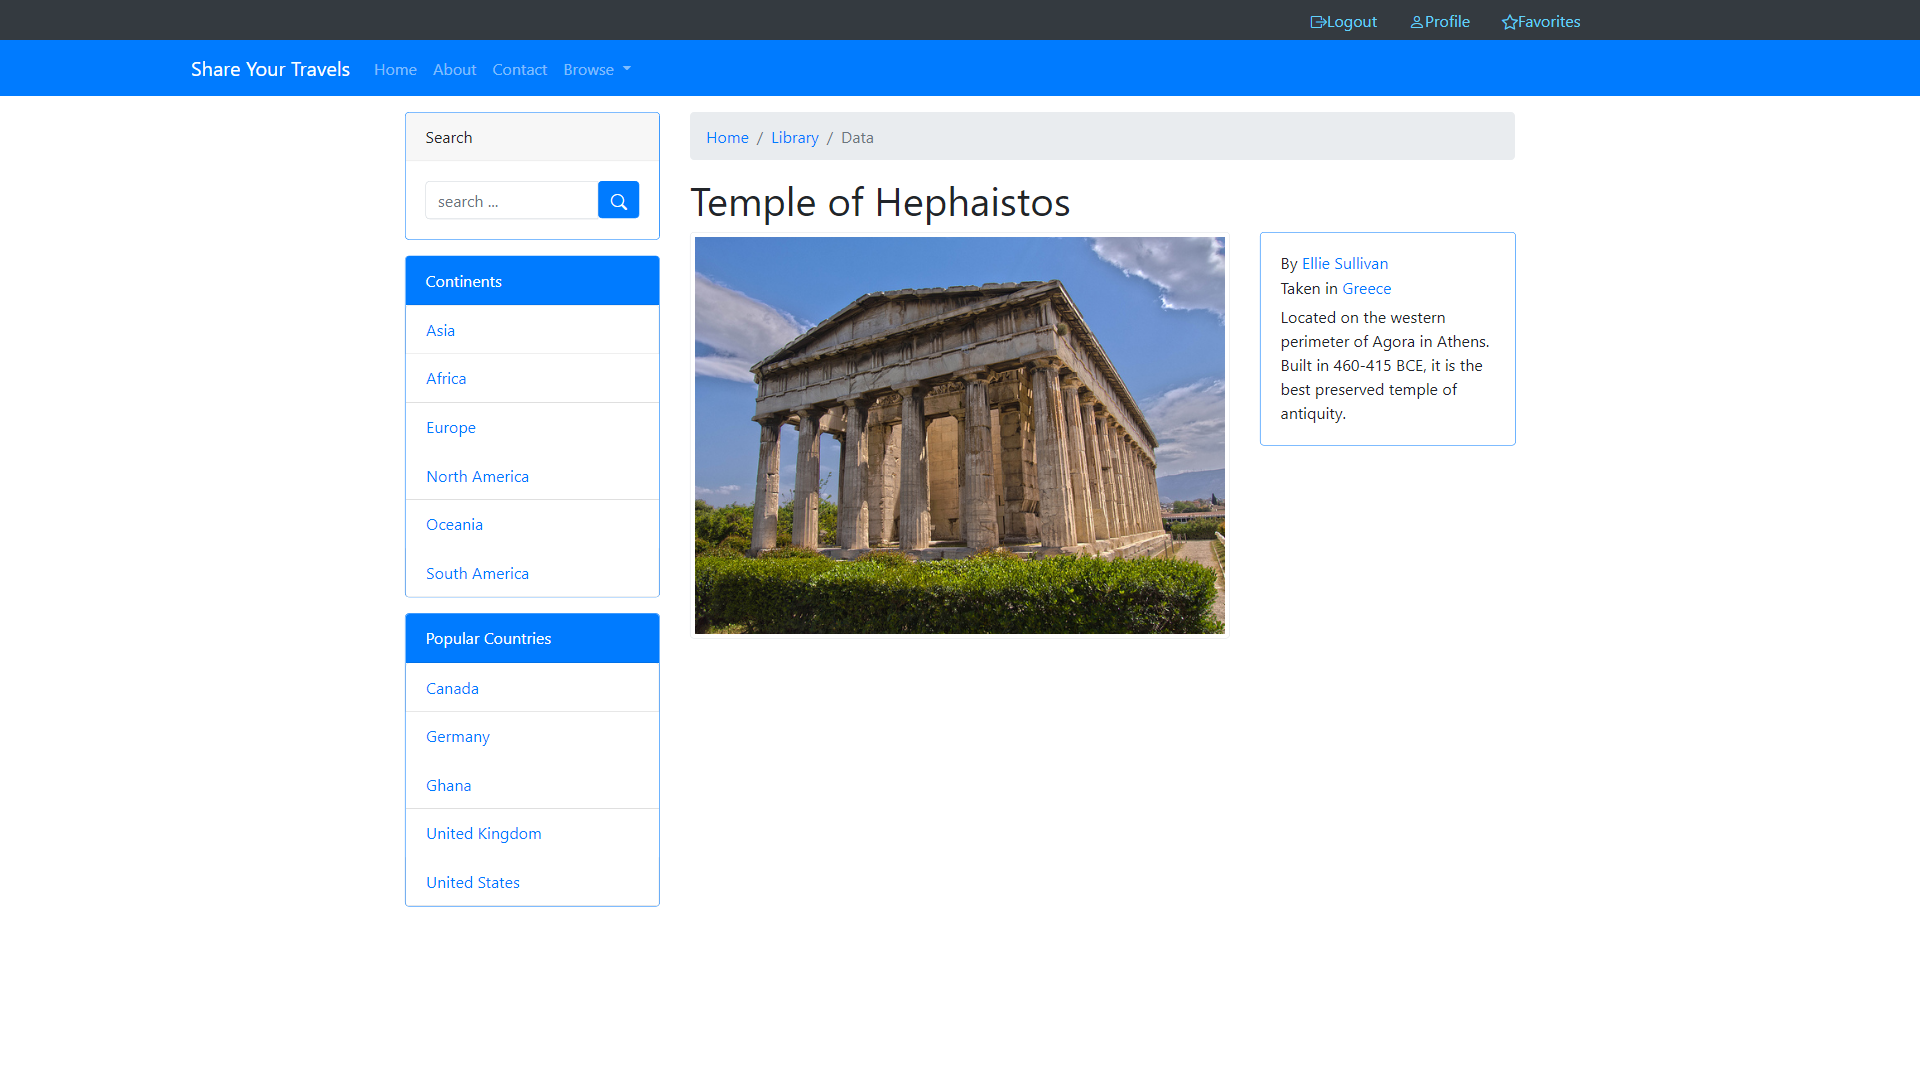 Logout Profile Favorites
Share Your Travels Home About Contact Browse
Search
search ...
Continents
Asia
Africa
Europe
North America
Oceania
South America
Popular Countries
Canada
Germany
Ghana
United Kingdom
United States
Home / Library / Data
Temple of Hephaistos
By Ellie Sullivan
Taken in Greece
Located on the western
perimeter of Agora in Athens.
Built in 460-415 BCE, it is the
best preserved temple of
antiquity.